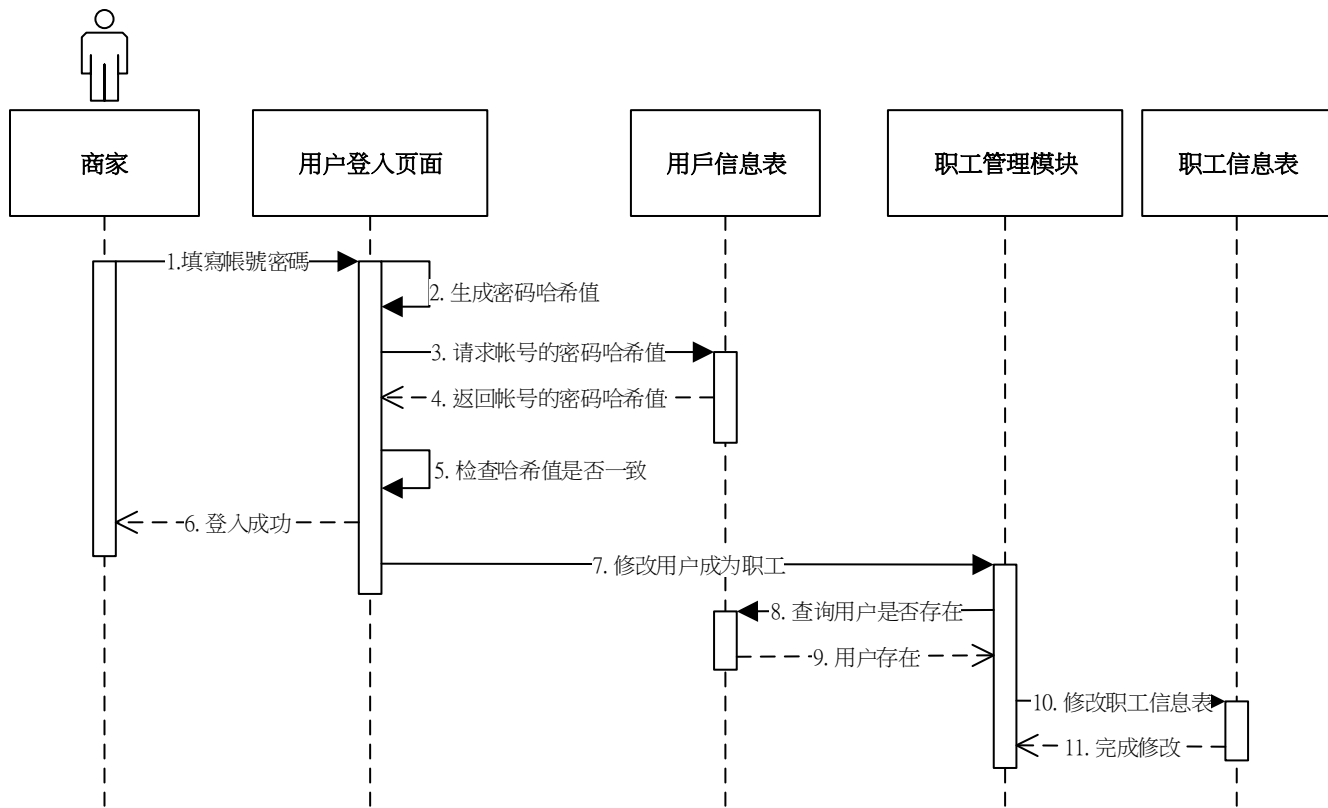 商家
用户登入页面
用戶信息表
职工管理模块
职工信息表
1.填寫帳號密碼
2. 生成密码哈希值
3. 请求帐号的密码哈希值
4. 返回帐号的密码哈希值
5. 检查哈希值是否一致
6. 登入成功
7. 修改用户成为职工
8. 查询用户是否存在
9. 用户存在
10. 修改职工信息表
11. 完成修改